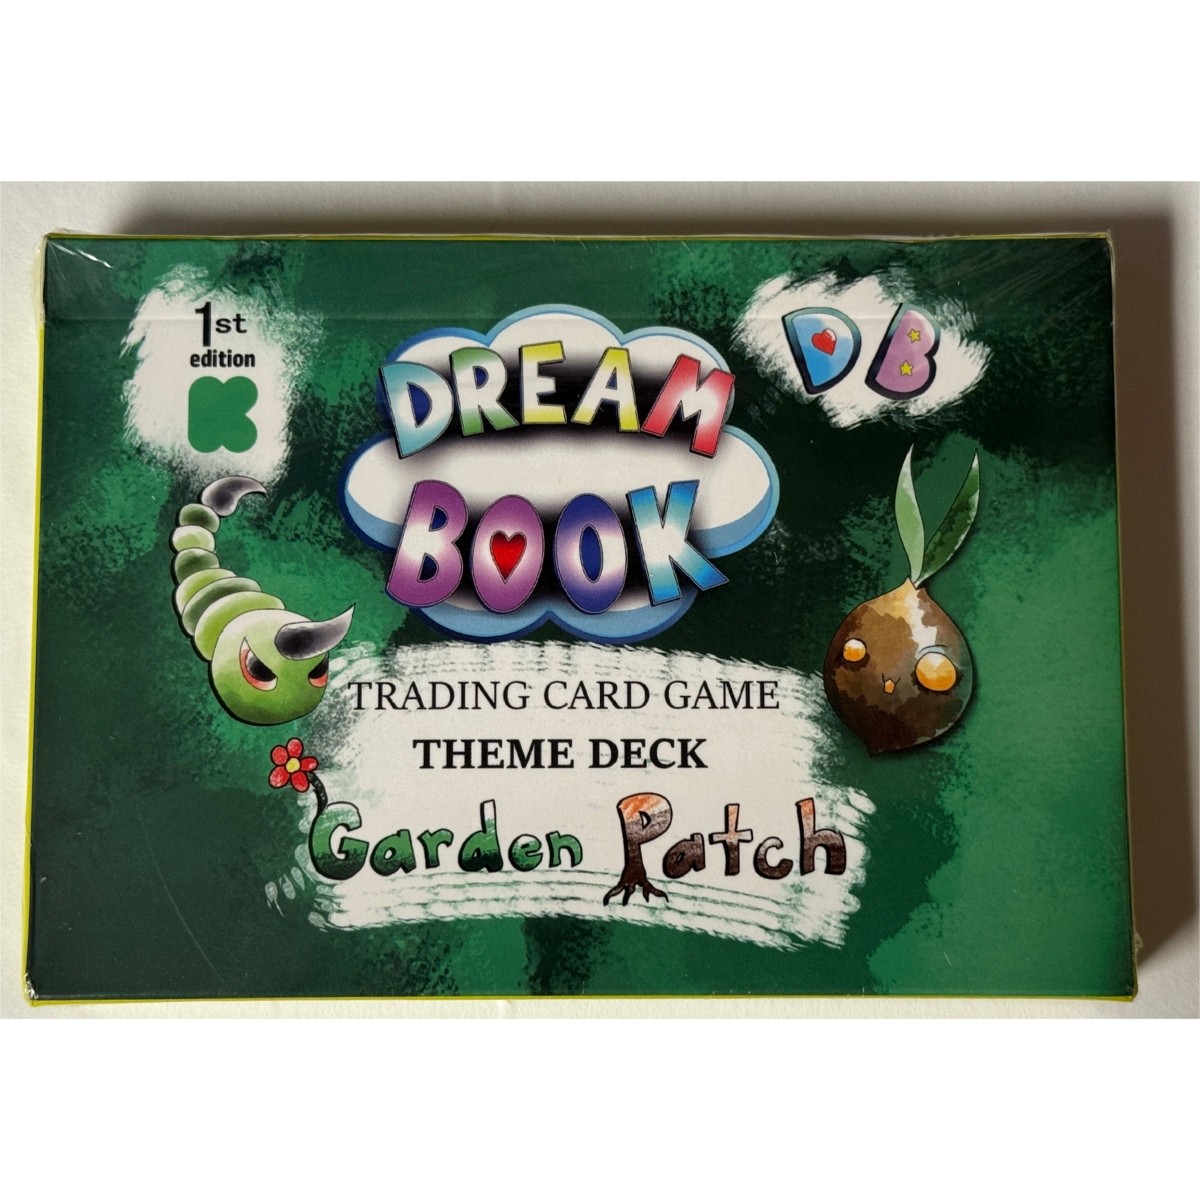 1st
edition
K
DB
DREAM
BOOK
TRADING CARD GAME
THEME DECK
Garden Patch